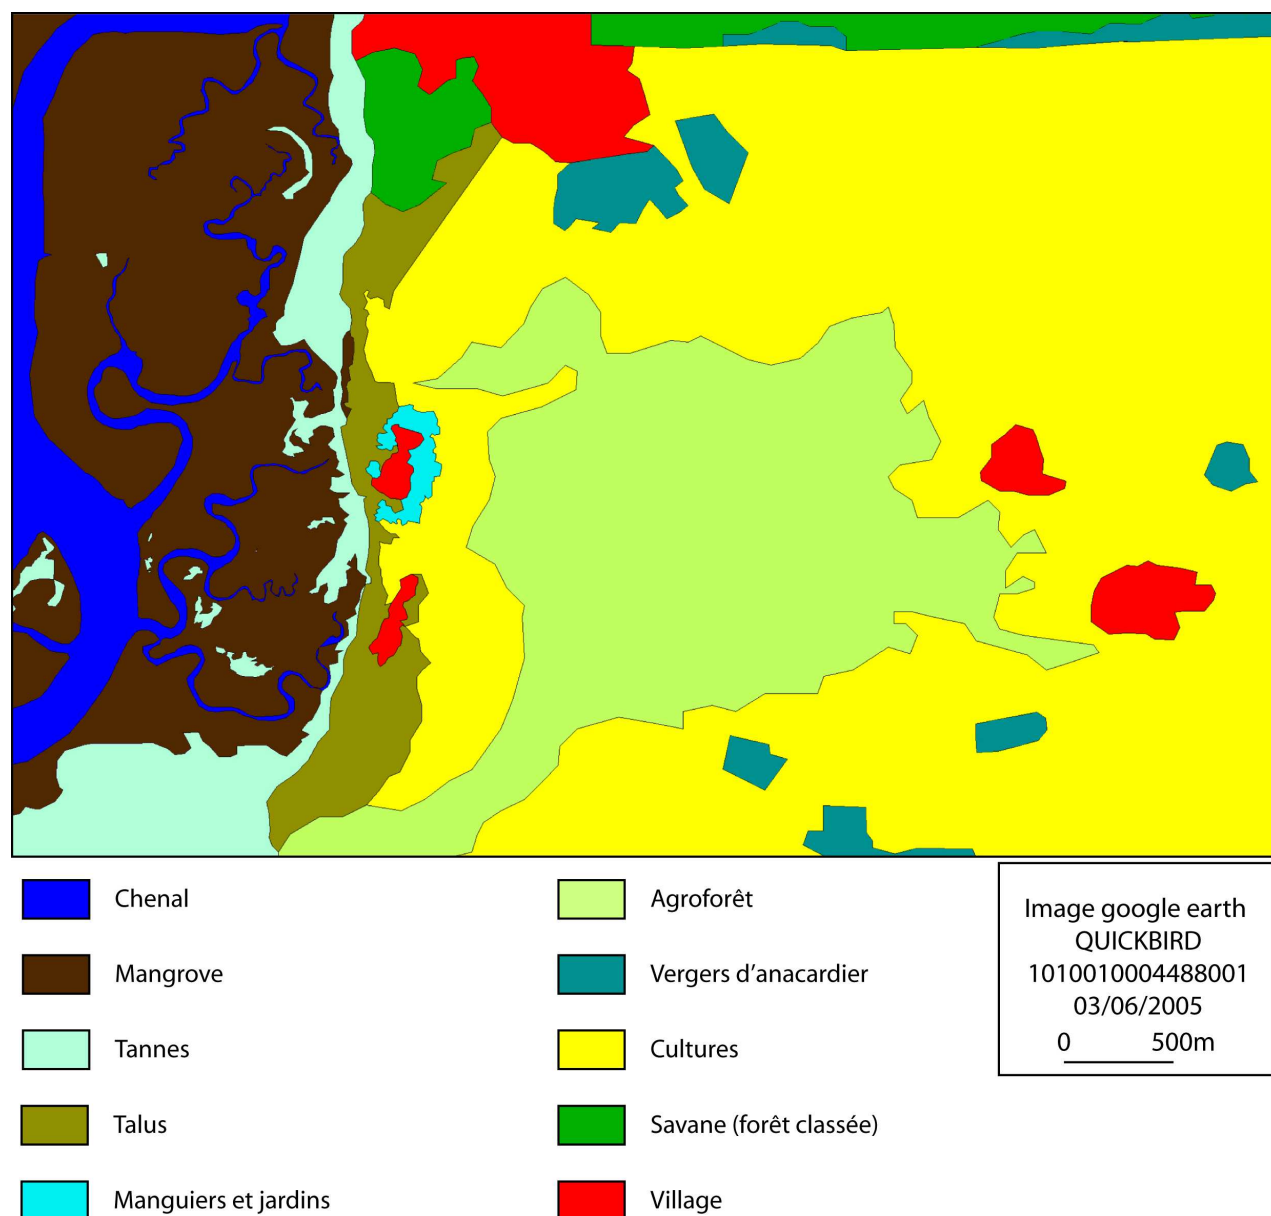 Chenal
Mangrove
Tannes
Talus
Manguiers et jardins
Agroforêt
Vergers d’anacardier
Cultures
Savane (forêt classée)
Village
Image google earth
QUICKBIRD
1010010004488001
03/06/2005
0 500m